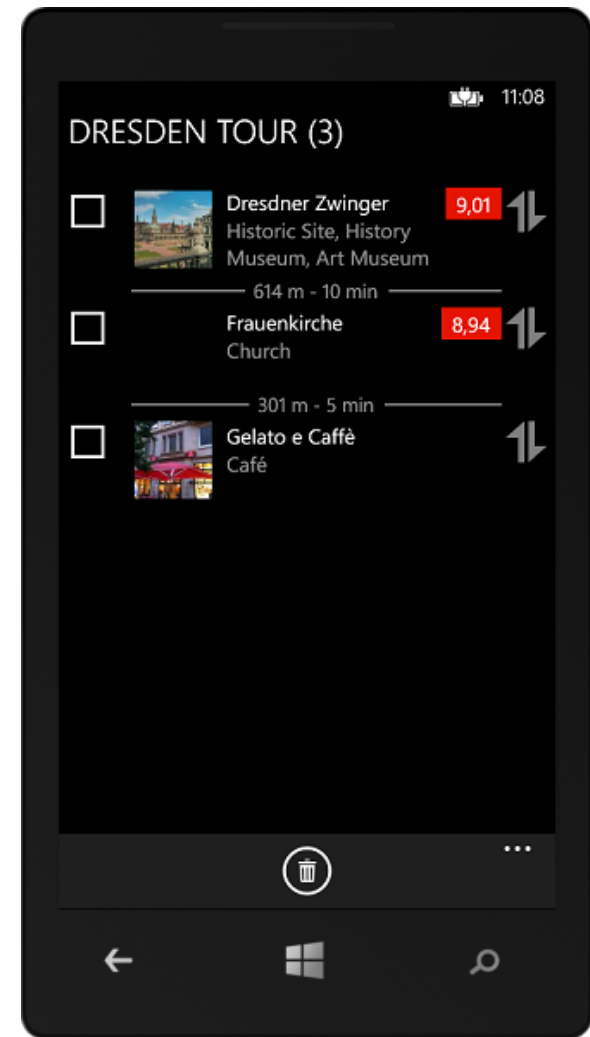 11:08
DRESDEN TOUR (3)
Dresdner Zwinger
9,01
Historic Site, History
Museum, Art Museum
614 m - 10 min
Frauenkirche
8,94
Church
301 m - 5 min
Gelato e Caffè
Café